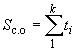 S_{c.o} = \sum_{1}^{k} t_i